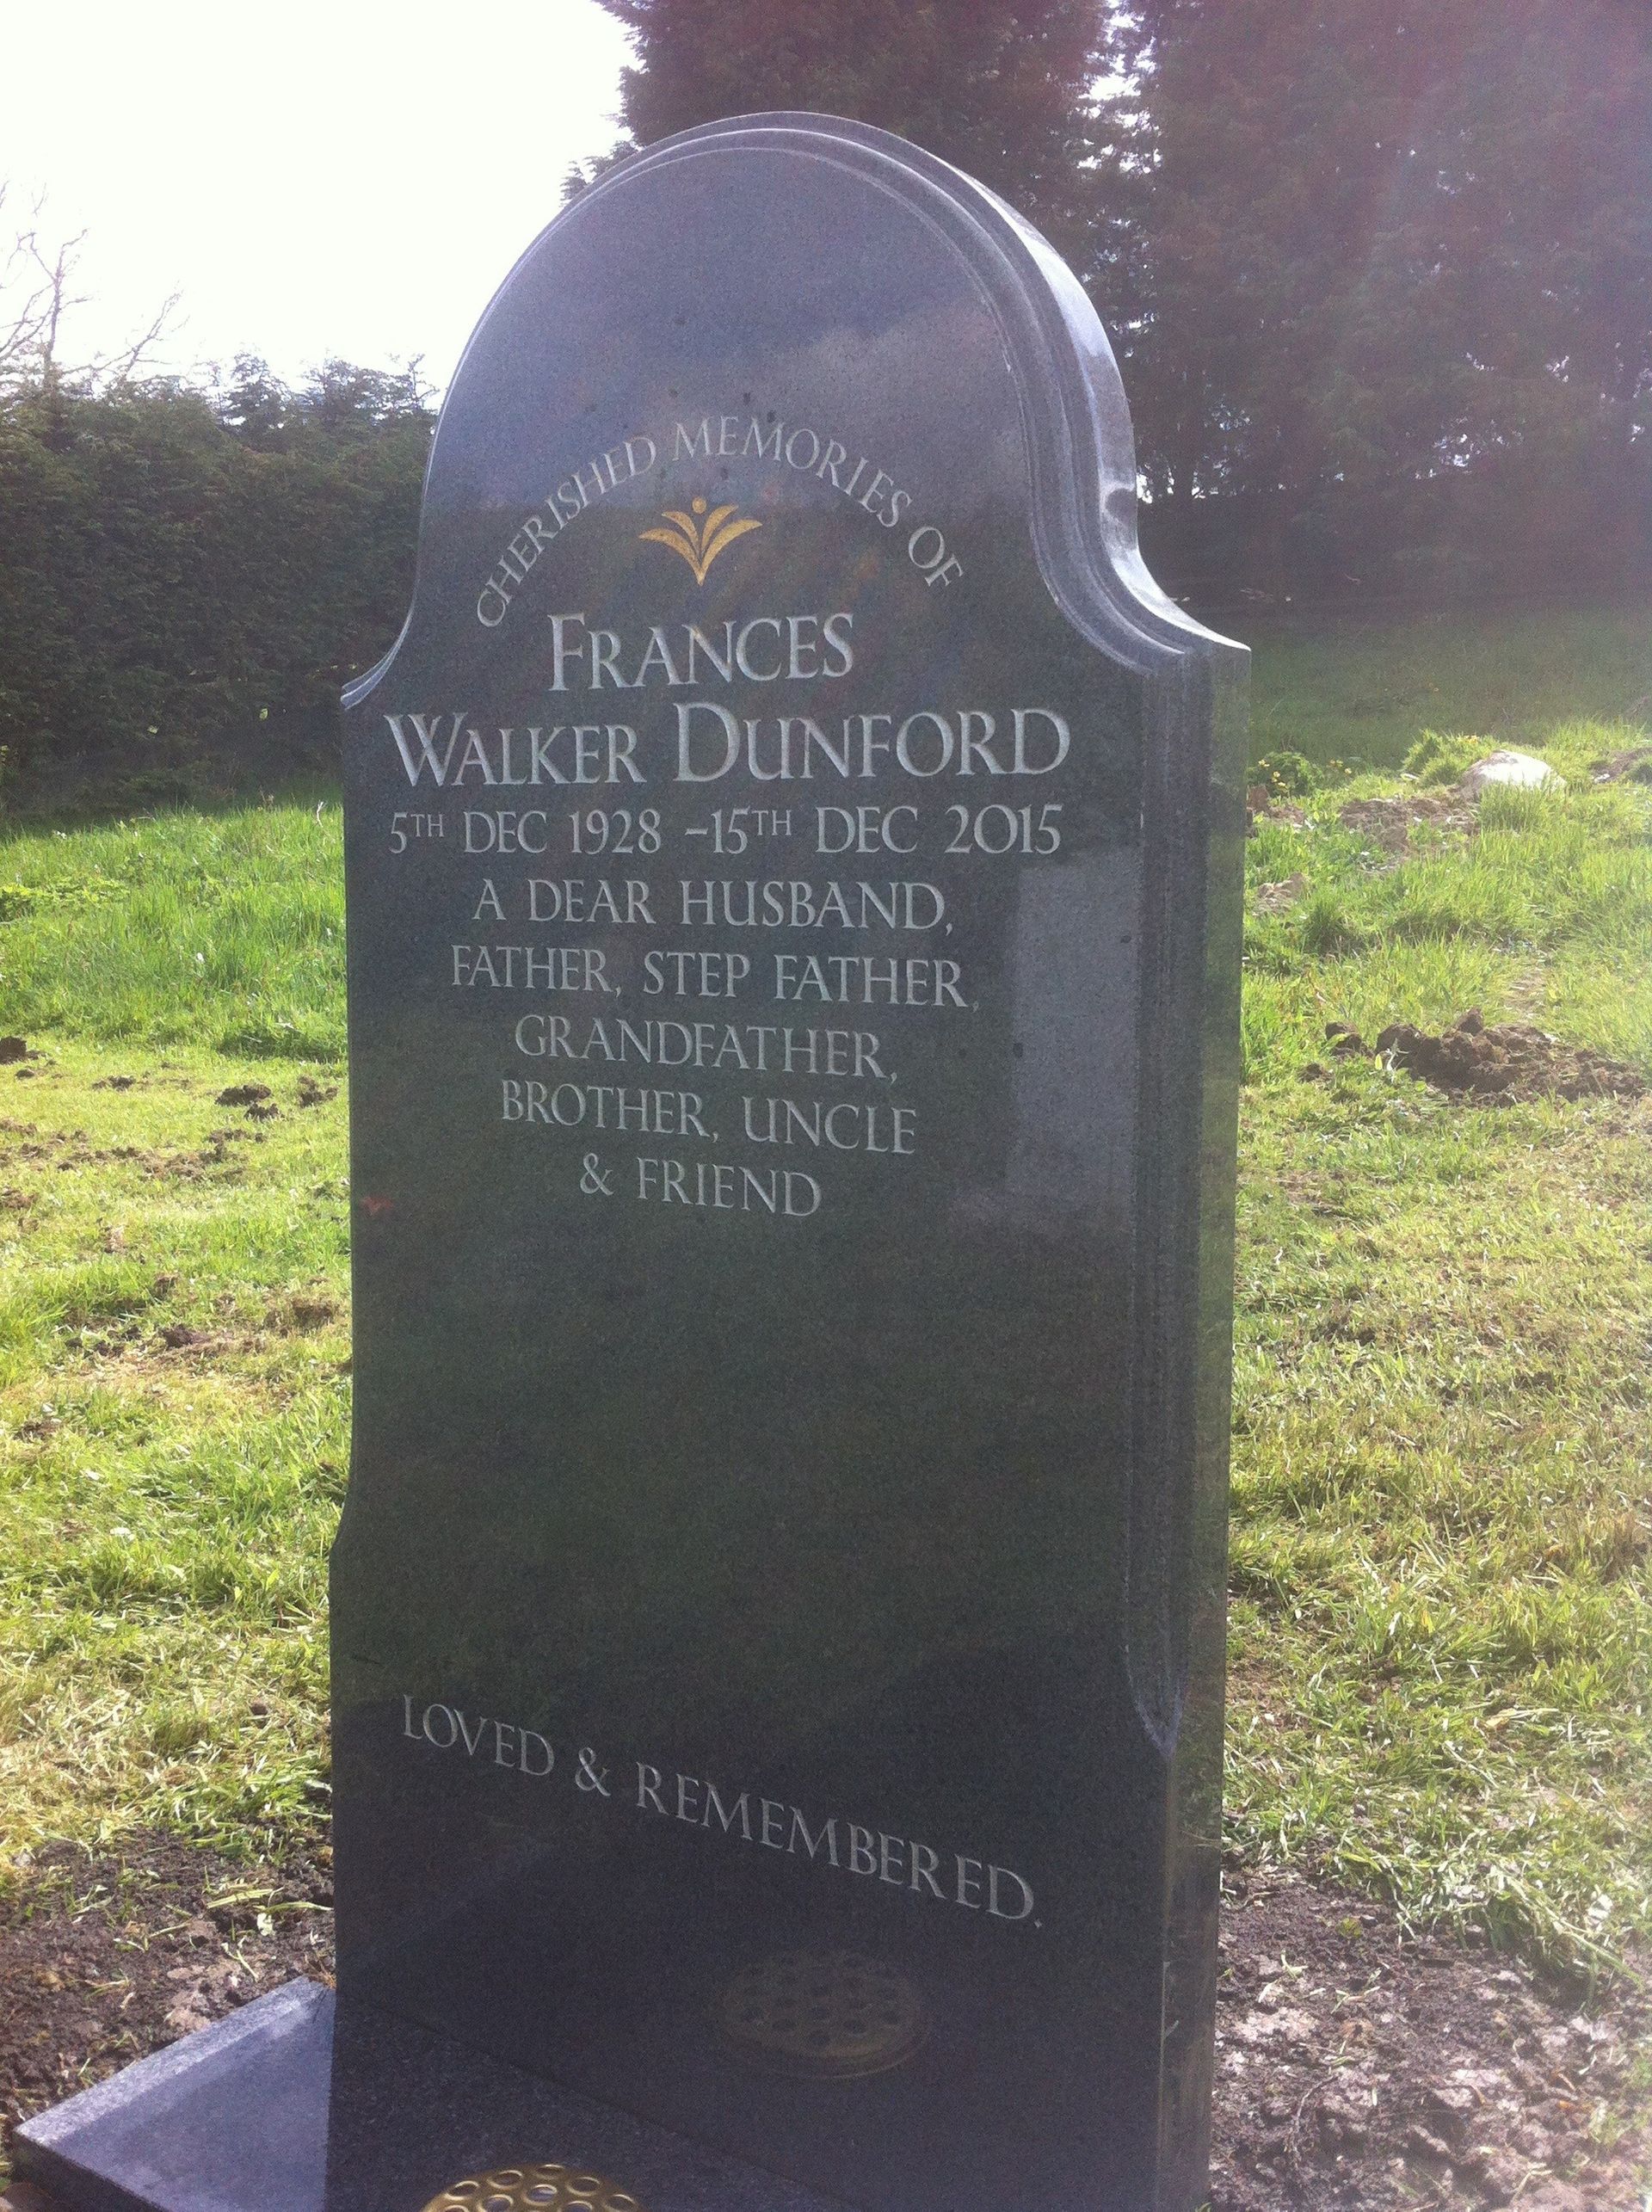 CHERISHED MEMORIES OF
FRANCES
WALKER DUNFORD
5TH DEC 1928 -15TH DEC 2015
A DEAR HUSBAND,
FATHER, STEP FATHER,
GRANDFATHER,
BROTHER, UNCLE
& FRIEND
LOVED & REMEMBERED.